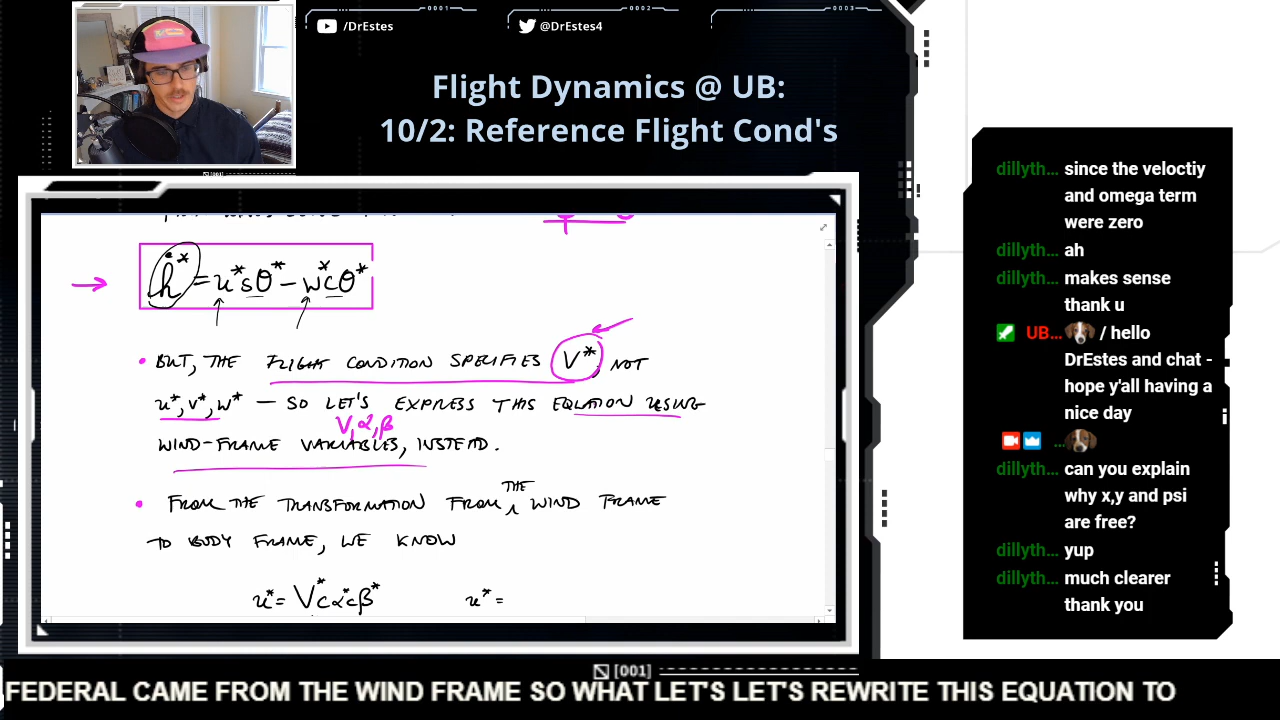 0001
0002
0003
/DrEstes
@DrEstes4
Flight Dynamics @ UB:
10/2: Reference Flight Cond's
ḣ* = u*sθ* - w*cθ*
• BUT, THE FLIGHT CONDITION SPECIFIES V*, NOT
u*, v*, w* — SO LET'S EXPRESS THIS EQUATION USING
V, α, β
WIND-FRAME VARIABLES, INSTEAD.
• FROM THE TRANSFORMATION FROM THE WIND FRAME
TO BODY FRAME, WE KNOW
u* = V*cα*cβ* u* =
dillyth... since the veloctiy
and omega term
were zero
dillyth... ah
dillyth... makes sense
thank u
UB... / hello
DrEstes and chat -
hope y'all having a
nice day
...
dillyth... can you explain
why x,y and psi
are free?
dillyth... yup
dillyth... much clearer
thank you
[001]
FEDERAL CAME FROM THE WIND FRAME SO WHAT LET'S LET'S REWRITE THIS EQUATION TO